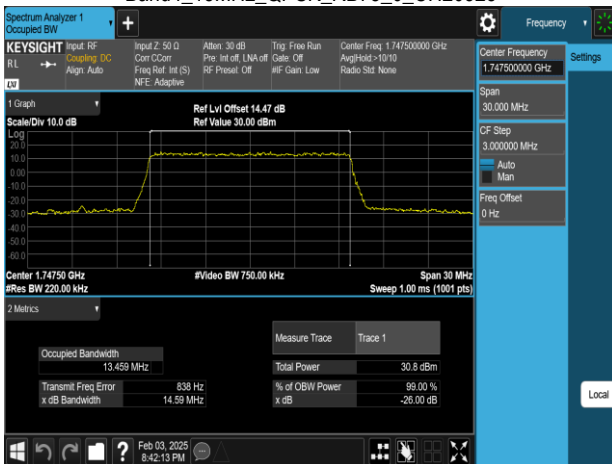 Spectrum Analyzer 1
Occupied BW
+
Frequency
KEYSIGHT
RL
LXI
Input: RF
Coupling: DC
Align: Auto
Input Z: 50 Ω
Corr CCorr
Freq Ref: Int (S)
NFE: Adaptive
Atten: 30 dB
Pre: Int off, LNA off
RF Preset: Off
Trig: Free Run
Gate: Off
#IF Gain: Low
Center Freq: 1.747500000 GHz
Avg|Hold:>10/10
Radio Std: None
Center Frequency
1.747500000 GHz
Settings
Span
30.000 MHz
CF Step
3.000000 MHz
Auto
Man
Freq Offset
0 Hz
1 Graph
Scale/Div 10.0 dB
Ref Lvl Offset 14.47 dB
Ref Value 30.00 dBm
Log
20.0
10.0
0.00
-10.0
-20.0
-30.0
-40.0
-50.0
-60.0
Center 1.74750 GHz
#Video BW 750.00 kHz
Span 30 MHz
#Res BW 220.00 kHz
Sweep 1.00 ms (1001 pts)
2 Metrics
Measure Trace
Trace 1
Occupied Bandwidth
13.459 MHz
Total Power
30.8 dBm
Transmit Freq Error
838 Hz
% of OBW Power
99.00 %
x dB Bandwidth
14.59 MHz
x dB
-26.00 dB
Local
?
Feb 03, 2025
8:42:13 PM